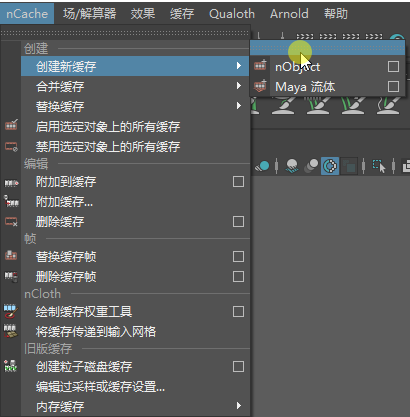 nCache 场/解算器 效果 缓存 Qualoth Arnold 帮助
创建
创建新缓存
nObject
合并缓存
Maya 流体
替换缓存
启用选定对象上的所有缓存
禁用选定对象上的所有缓存
编辑
附加到缓存
附加缓存...
删除缓存
帧
替换缓存帧
删除缓存帧
nCloth
绘制缓存权重工具
将缓存传递到输入网格
旧版缓存
创建粒子磁盘缓存
编辑过采样或缓存设置...
内存缓存